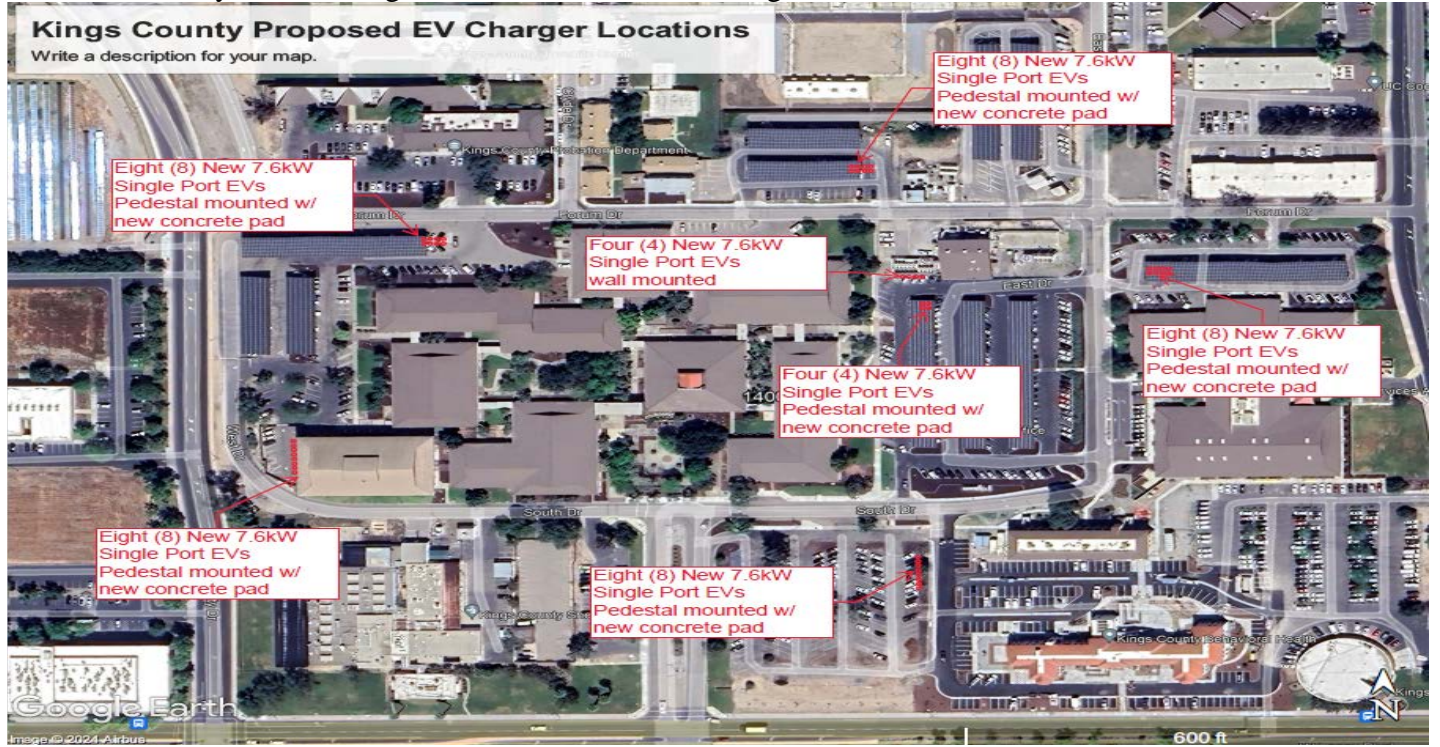 Kings County Proposed EV Charger Locations
Write a description for your map.
Eight (8) New 7.6kW
Single Port EVs
Pedestal mounted w/
new concrete pad
Eight (8) New 7.6kW
Single Port EVs
Pedestal mounted w/
new concrete pad
Kings County Probation Department
Forum Dr
Forum Dr
Four (4) New 7.6kW
Single Port EVs
wall mounted
East Dr
Eight (8) New 7.6kW
Single Port EVs
Pedestal mounted w/
new concrete pad
Four (4) New 7.6kW
Single Port EVs
Pedestal mounted w/
new concrete pad
West Dr
South Dr
South Dr
Eight (8) New 7.6kW
Single Port EVs
Pedestal mounted w/
new concrete pad
Eight (8) New 7.6kW
Single Port EVs
Pedestal mounted w/
new concrete pad
Kings County
Kings County Behavioral Health
Kings
N
Google Earth
Image © 2024 Airbus
600 ft